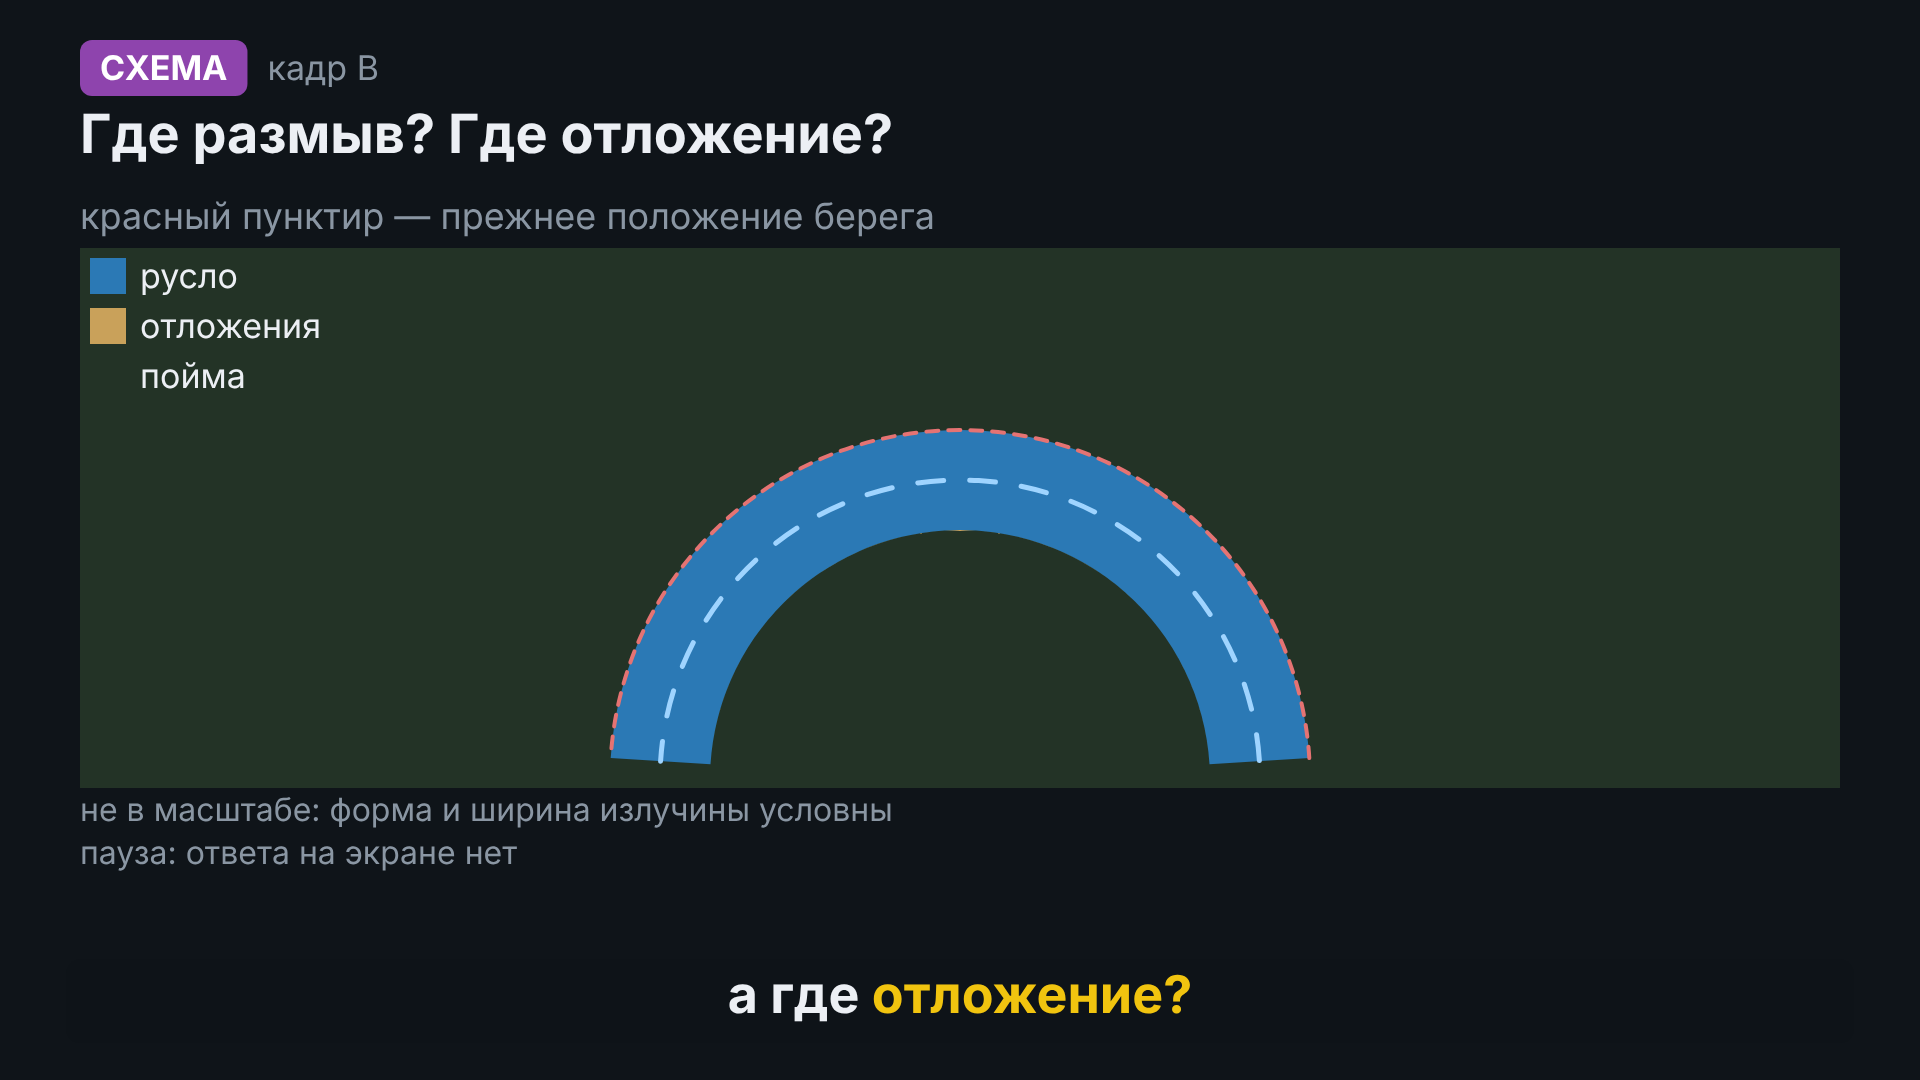 СХЕМА кадр B
Где размыв? Где отложение?
красный пунктир — прежнее положение берега
русло
отложения
пойма
не в масштабе: форма и ширина излучины условны
пауза: ответа на экране нет
а где отложение?